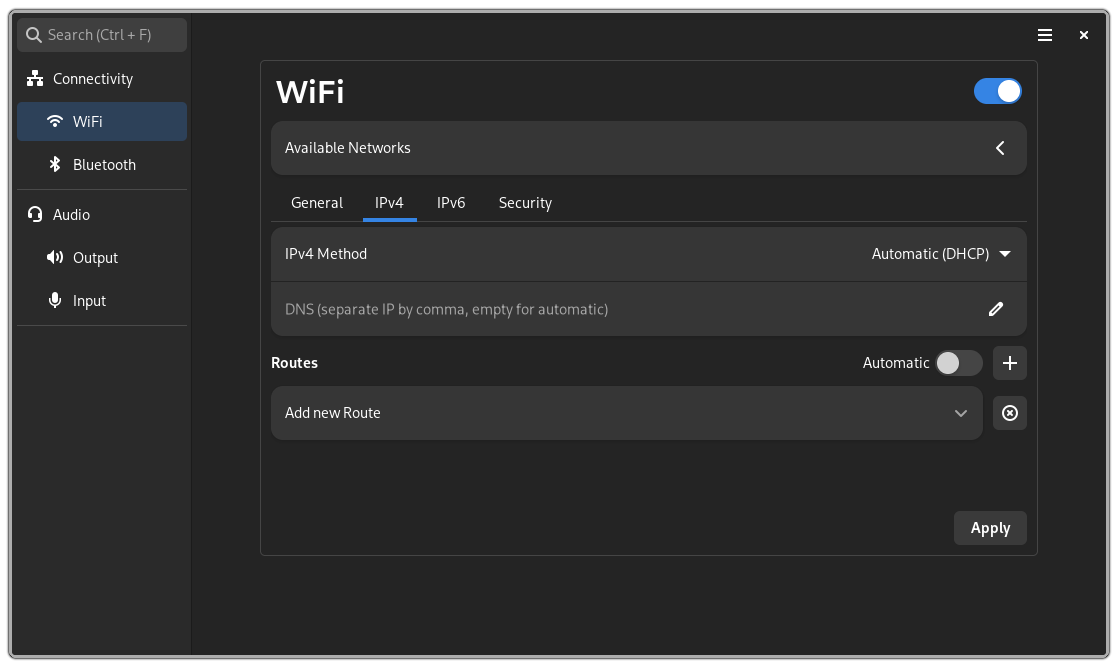 Search (Ctrl + F)
Connectivity
WiFi
Bluetooth
Audio
Output
Input
WiFi
Available Networks
General IPv4 IPv6 Security
IPv4 Method Automatic (DHCP)
DNS (separate IP by comma, empty for automatic)
Routes Automatic
Add new Route
Apply